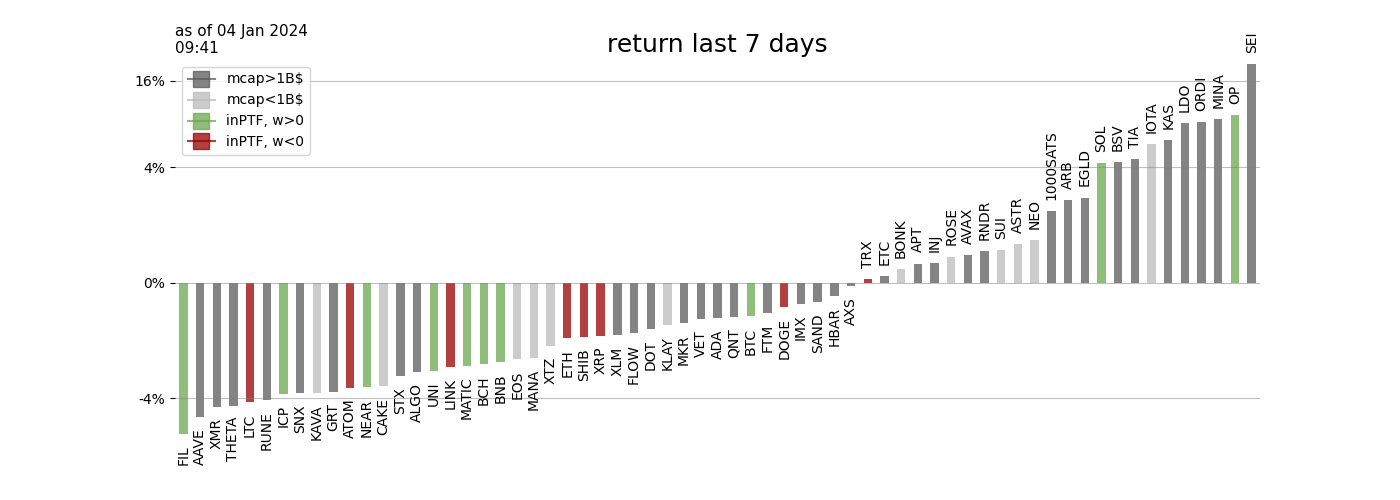 as of 04 Jan 2024
09:41
return last 7 days
mcap>1B$
mcap<1B$
inPTF, w>0
inPTF, w<0
16%
4%
0%
-4%
FIL
AAVE
XMR
THETA
LTC
RUNE
ICP
SNX
KAVA
GRT
ATOM
NEAR
CAKE
STX
ALGO
UNI
LINK
MATIC
BCH
BNB
EOS
MANA
XTZ
ETH
SHIB
XRP
XLM
FLOW
DOT
KLAY
MKR
VET
ADA
QNT
BTC
FTM
DOGE
IMX
SAND
HBAR
AXS
TRX
ETC
BONK
APT
INJ
ROSE
AVAX
RNDR
SUI
ASTR
NEO
1000SATS
ARB
EGLD
SOL
BSV
TIA
IOTA
KAS
LDO
ORDI
MINA
OP
SEI